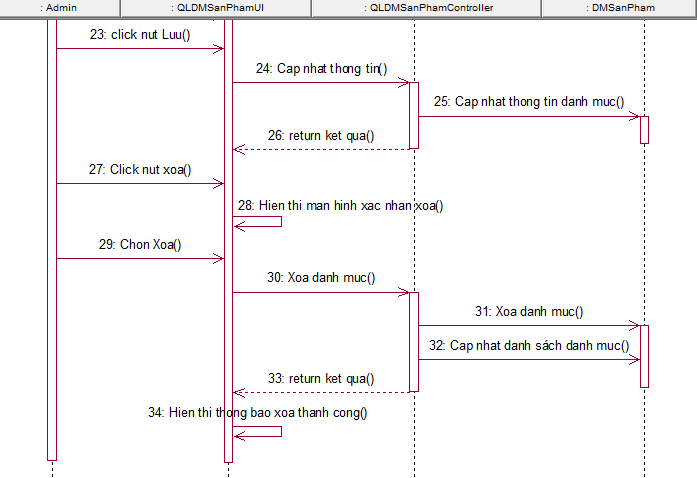 : Admin
: QLDMSanPhamUI
: QLDMSanPhamController
: DMSanPham
23: click nut Luu()
24: Cap nhat thong tin()
25: Cap nhat thong tin danh muc()
26: return ket qua()
27: Click nut xoa()
28: Hien thi man hinh xac nhan xoa()
29: Chon Xoa()
30: Xoa danh muc()
31: Xoa danh muc()
32: Cap nhat danh sách danh muc()
33: return ket qua()
34: Hien thi thong bao xoa thanh cong()